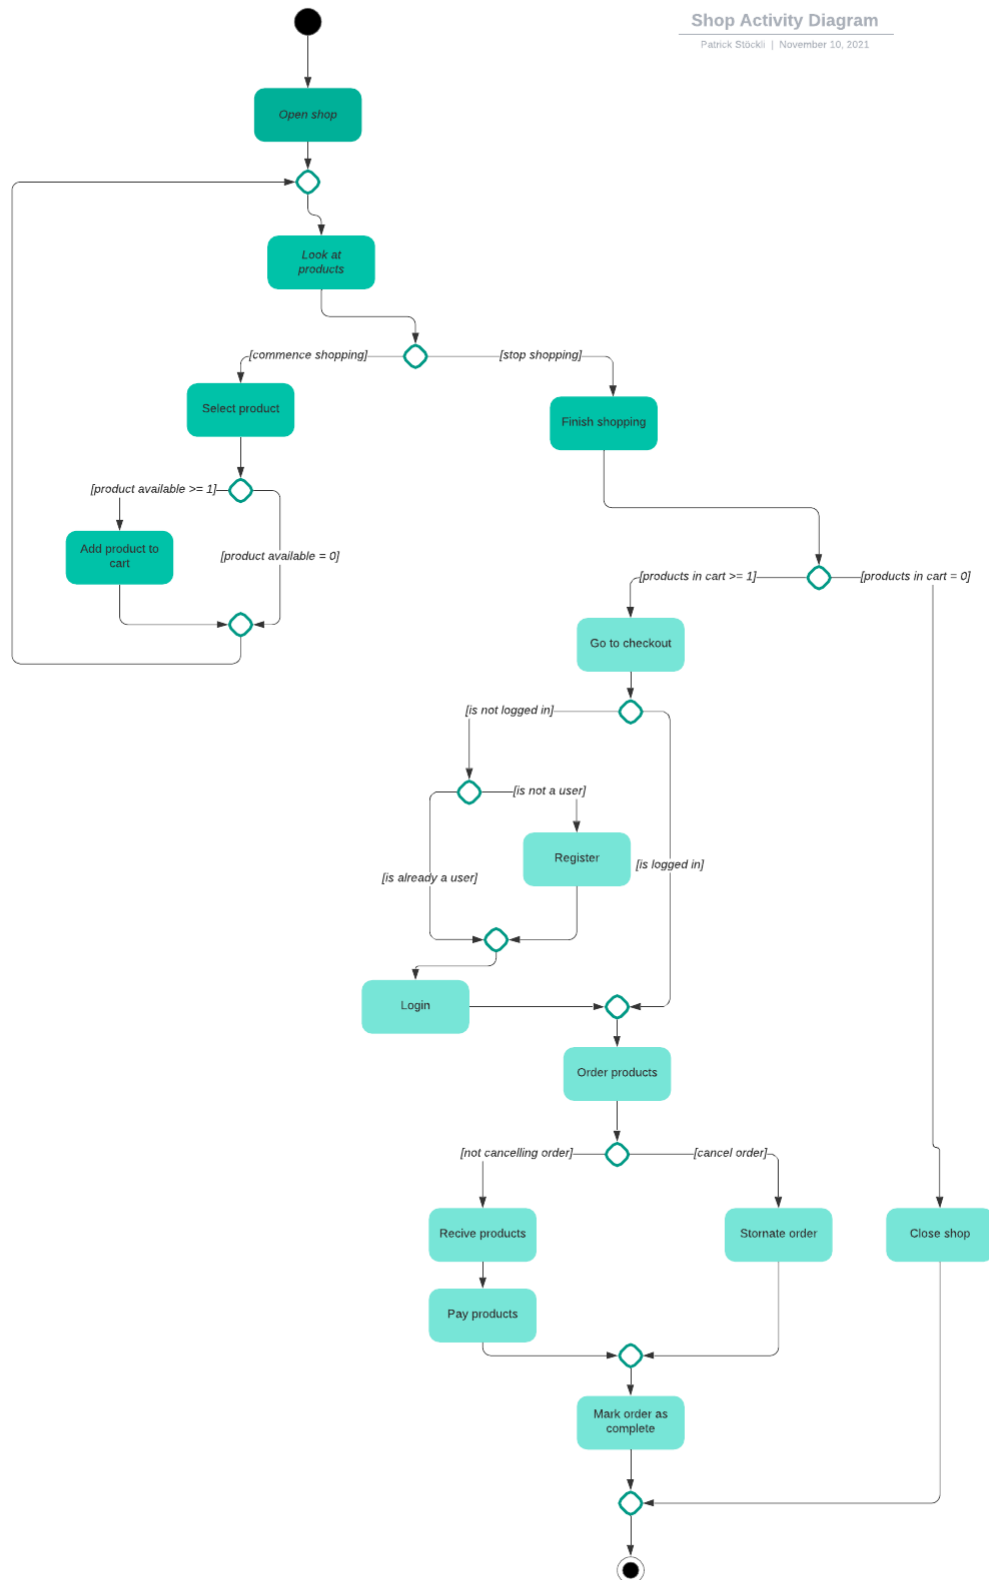 Shop Activity Diagram
Patrick Stöckli | November 10, 2021
Open shop
Look at
products
[commence shopping]
[stop shopping]
Select product
Finish shopping
[product available >= 1]
Add product to
cart
[product available = 0]
[products in cart >= 1]
[products in cart = 0]
Go to checkout
[is not logged in]
[is not a user]
Register
[is logged in]
[is already a user]
Login
Order products
[not cancelling order]
[cancel order]
Recive products
Stornate order
Close shop
Pay products
Mark order as
complete